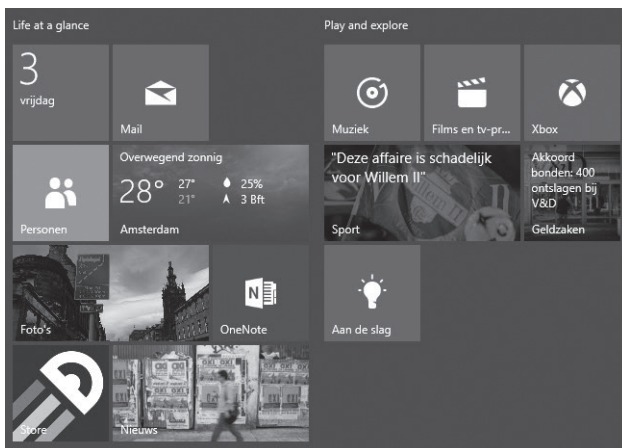 Life at a glance
3
vrijdag
Mail
Personen
Overwegend zonnig
28° 27° 25%
21° 3 Bft
Amsterdam
Foto's
N
OneNote
Store
Nieuws
Play and explore
Muziek
Films en tv-pr...
Xbox
"Deze affaire is schadelijk
voor Willem II"
Sport
Akkoord
bonden: 400
ontslagen bij
V&D
Geldzaken
Aan de slag